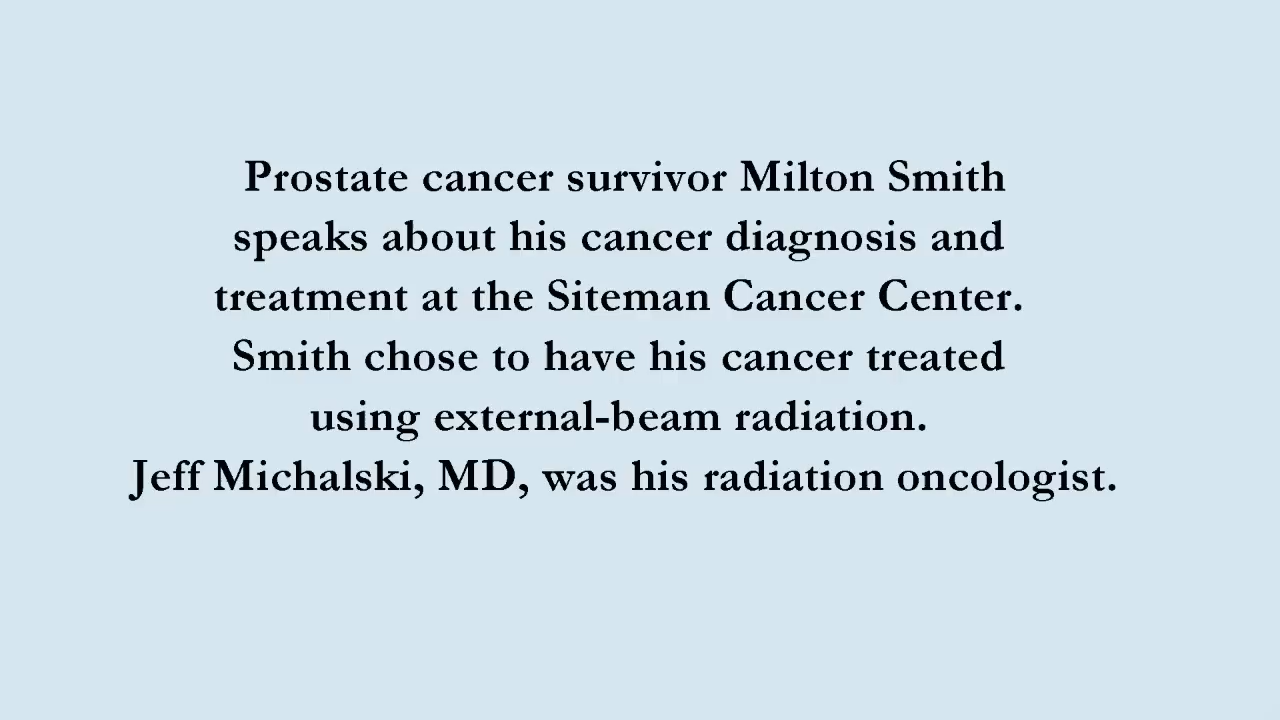 Prostate cancer survivor Milton Smith
speaks about his cancer diagnosis and
treatment at the Siteman Cancer Center.
Smith chose to have his cancer treated
using external-beam radiation.
Jeff Michalski, MD, was his radiation oncologist.